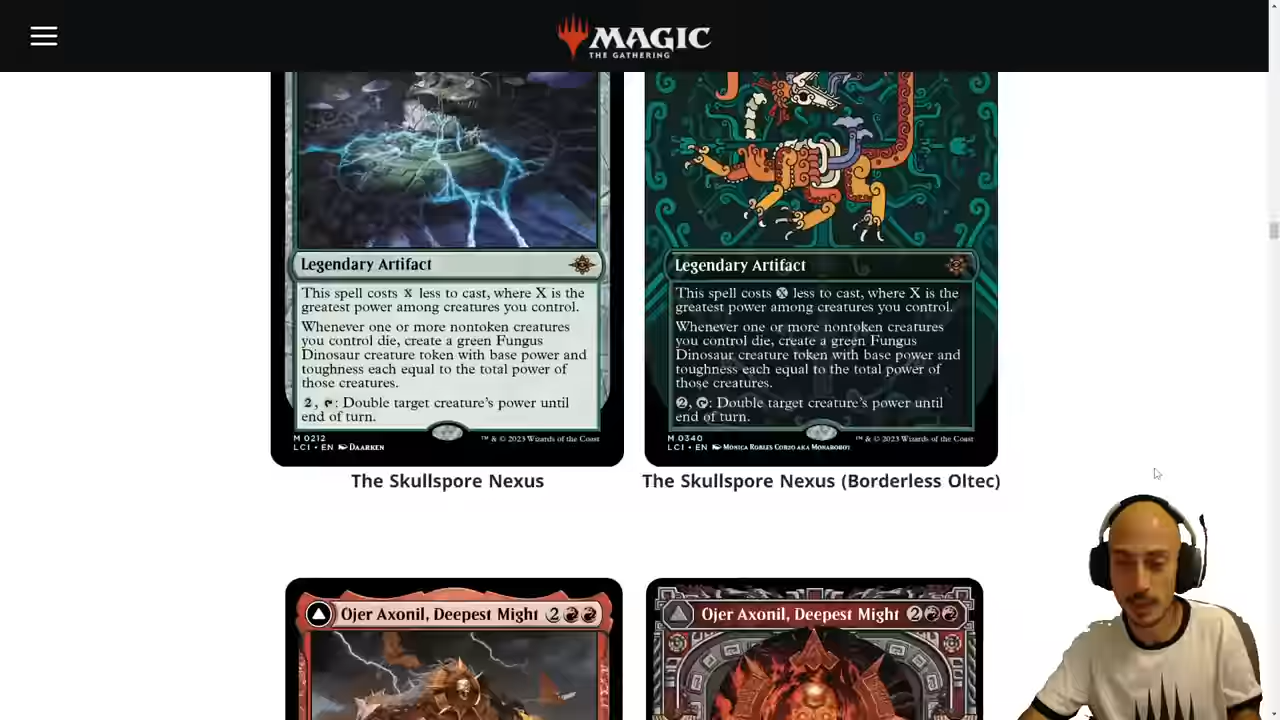 MAGIC
THE GATHERING
Legendary Artifact
This spell costs X less to cast, where X is the
greatest power among creatures you control.
Whenever one or more nontoken creatures
you control die, create a green Fungus
Dinosaur creature token with base power and
toughness each equal to the total power of
those creatures.
2, : Double target creature's power until
end of turn.
M 0212
LCI • EN DAARKEN
™ & © 2023 Wizards of the Coast
The Skullspore Nexus
Legendary Artifact
This spell costs X less to cast, where X is the
greatest power among creatures you control.
Whenever one or more nontoken creatures
you control die, create a green Fungus
Dinosaur creature token with base power and
toughness each equal to the total power of
those creatures.
2, : Double target creature's power until
end of turn.
M 0340
LCI • EN MONICA ROBLES CORZO AKA MONAROBOT
™ & © 2023 Wizards of the Coast
The Skullspore Nexus (Borderless Oltec)
Ojer Axonil, Deepest Might 2
Ojer Axonil, Deepest Might 2